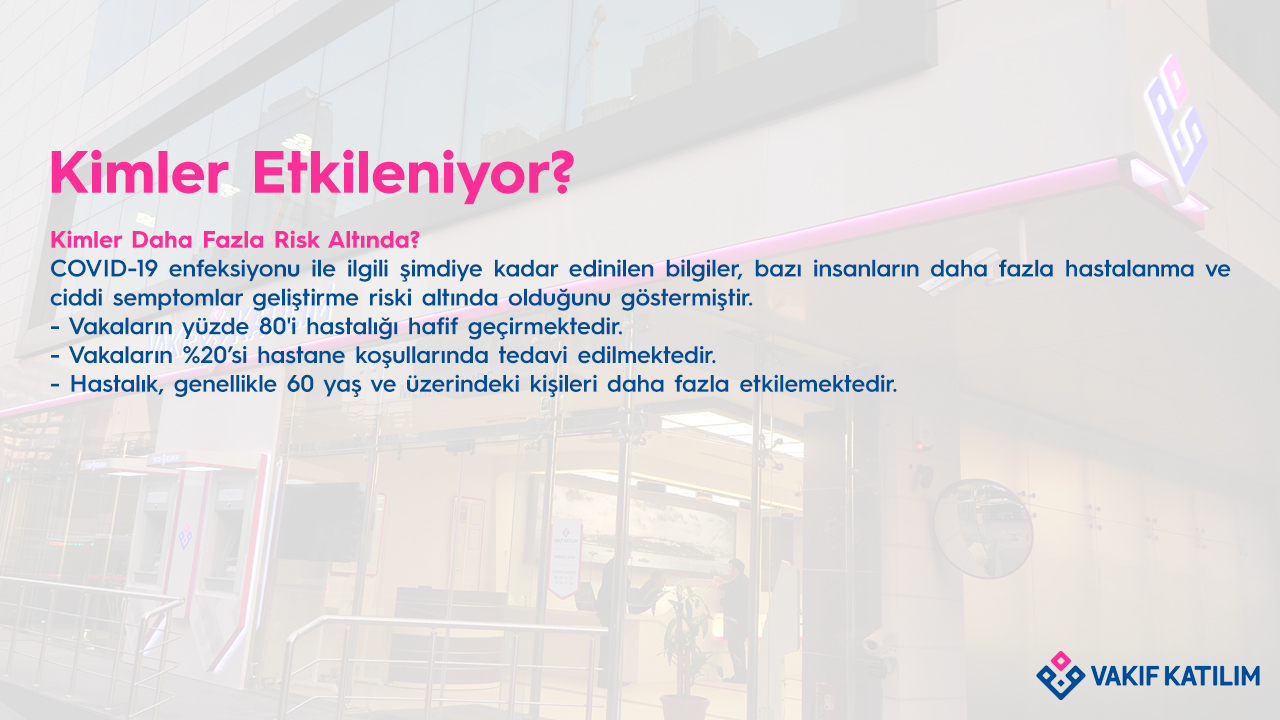 Kimler Etkileniyor?
Kimler Daha Fazla Risk Altında?
COVID-19 enfeksiyonu ile ilgili şimdiye kadar edinilen bilgiler, bazı insanların daha fazla hastalanma ve
ciddi semptomlar geliştirme riski altında olduğunu göstermiştir.
- Vakaların yüzde 80'i hastalığı hafif geçirmektedir.
- Vakaların %20’si hastane koşullarında tedavi edilmektedir.
- Hastalık, genellikle 60 yaş ve üzerindeki kişileri daha fazla etkilemektedir.
VAKIF KATILIM